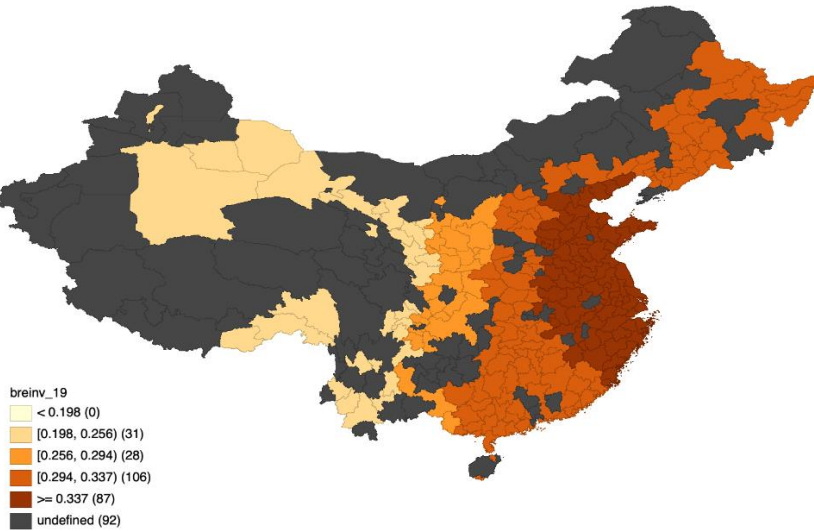 breinv_19
< 0.198 (0)
[0.198, 0.256) (31)
[0.256, 0.294) (28)
[0.294, 0.337) (106)
>= 0.337 (87)
undefined (92)